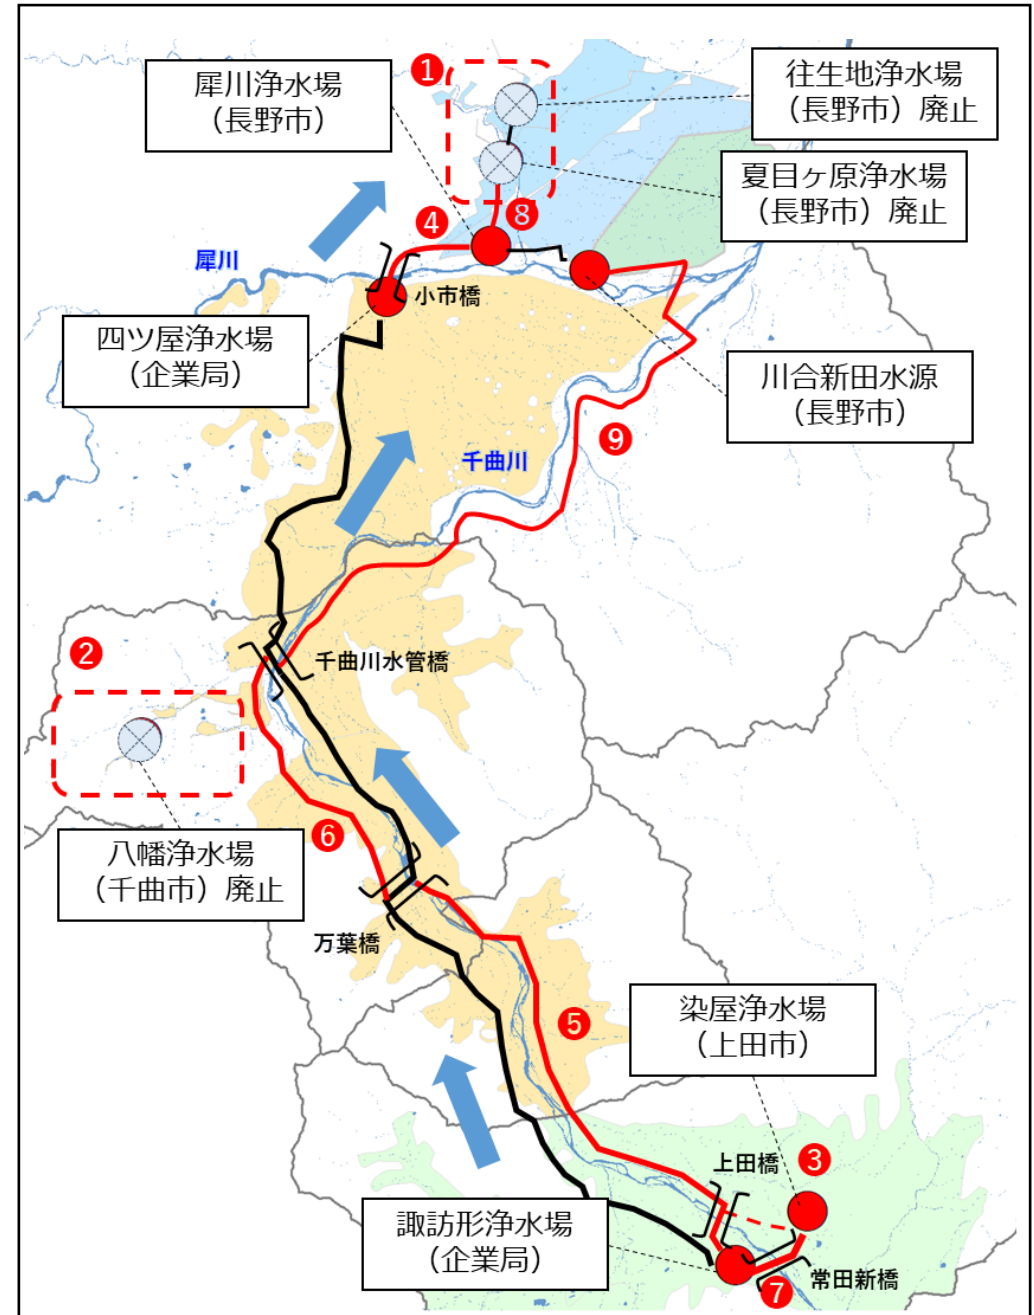 ❶
犀川浄水場
（長野市）
往生地浄水場
（長野市）廃止
夏目ヶ原浄水場
（長野市）廃止
❹
❽
犀川
小市橋
四ツ屋浄水場
（企業局）
川合新田水源
（長野市）
❾
千曲川
❷
千曲川水管橋
❻
八幡浄水場
（千曲市）廃止
万葉橋
❺
染屋浄水場
（上田市）
上田橋
❸
諏訪形浄水場
（企業局）
常田新橋
❼